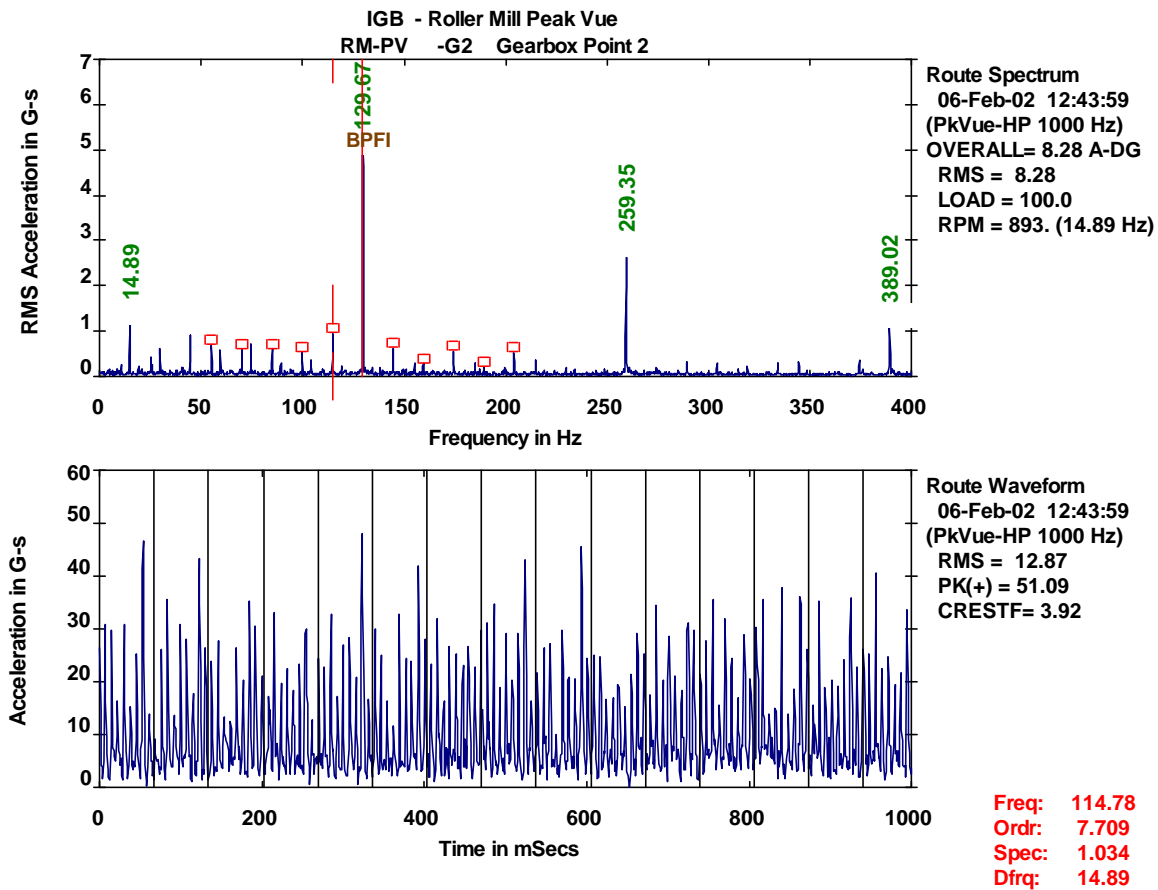 IGB - Roller Mill Peak Vue
RM-PV -G2 Gearbox Point 2
RMS Acceleration in G-s
7
6
5
4
3
2
1
0
14.89
129.67
BPFI
259.35
389.02
0 50 100 150 200 250 300 350 400
Frequency in Hz
Route Spectrum
06-Feb-02 12:43:59
(PkVue-HP 1000 Hz)
OVERALL= 8.28 A-DG
RMS = 8.28
LOAD = 100.0
RPM = 893. (14.89 Hz)
Acceleration in G-s
60
50
40
30
20
10
0
0 200 400 600 800 1000
Time in mSecs
Route Waveform
06-Feb-02 12:43:59
(PkVue-HP 1000 Hz)
RMS = 12.87
PK(+) = 51.09
CRESTF= 3.92
Freq: 114.78
Ordr: 7.709
Spec: 1.034
Dfrq: 14.89